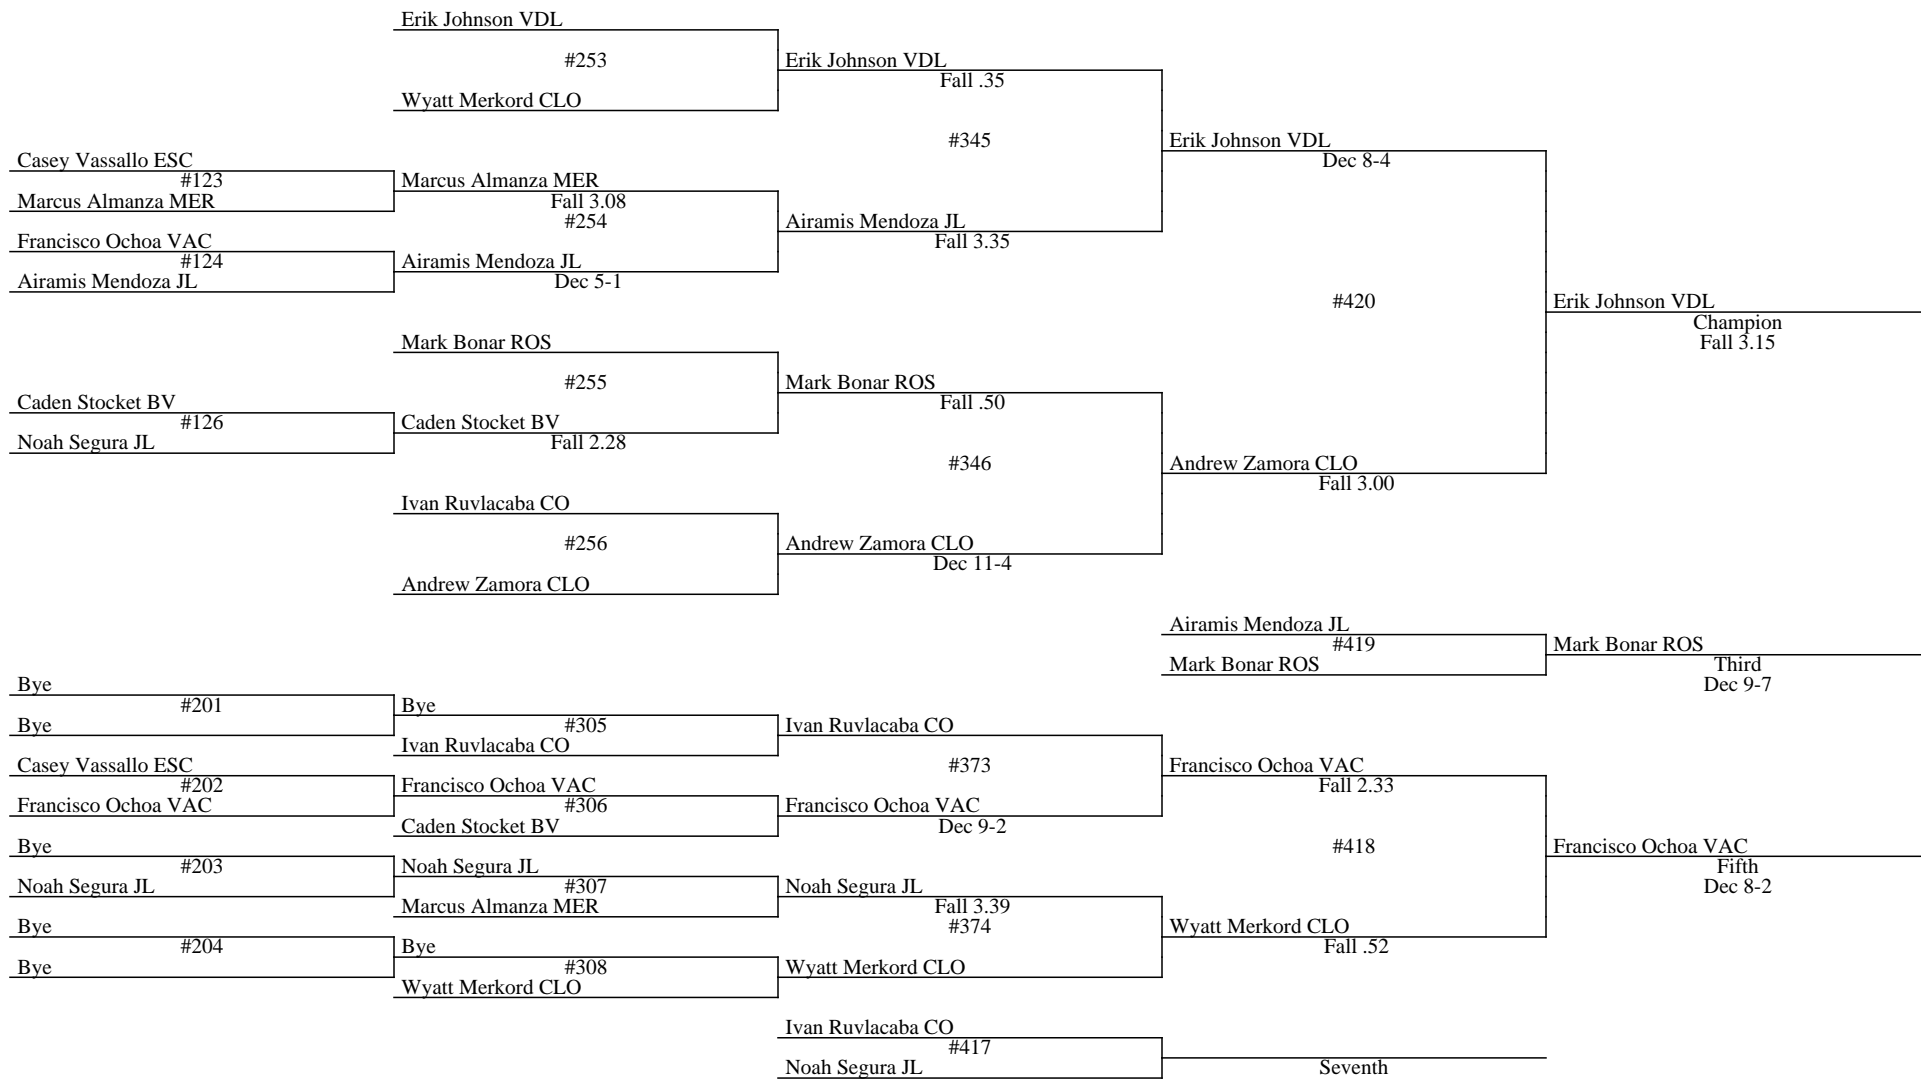 Erik Johnson VDL
#253
Erik Johnson VDL
Fall .35
Wyatt Merkord CLO
#345
Erik Johnson VDL
Dec 8-4
Casey Vassallo ESC
#123
Marcus Almanza MER
Marcus Almanza MER
Fall 3.08
#254
Airamis Mendoza JL
Fall 3.35
Francisco Ochoa VAC
#124
Airamis Mendoza JL
Airamis Mendoza JL
Dec 5-1
#420
Erik Johnson VDL
Champion
Fall 3.15
Mark Bonar ROS
#255
Mark Bonar ROS
Fall .50
Caden Stocket BV
#126
Noah Segura JL
Caden Stocket BV
Fall 2.28
#346
Andrew Zamora CLO
Fall 3.00
Ivan Ruvlacaba CO
#256
Andrew Zamora CLO
Dec 11-4
Andrew Zamora CLO
Airamis Mendoza JL
#419
Mark Bonar ROS
Mark Bonar ROS
Third
Dec 9-7
Bye
#201
Bye
Bye
#305
Ivan Ruvlacaba CO
Ivan Ruvlacaba CO
#373
Francisco Ochoa VAC
Fall 2.33
Casey Vassallo ESC
#202
Francisco Ochoa VAC
Francisco Ochoa VAC
#306
Caden Stocket BV
Francisco Ochoa VAC
Dec 9-2
#418
Francisco Ochoa VAC
Fifth
Dec 8-2
Bye
#203
Noah Segura JL
Noah Segura JL
#307
Marcus Almanza MER
Noah Segura JL
Fall 3.39
#374
Wyatt Merkord CLO
Fall .52
Bye
#204
Bye
Bye
#308
Wyatt Merkord CLO
Wyatt Merkord CLO
Ivan Ruvlacaba CO
#417
Noah Segura JL
Seventh